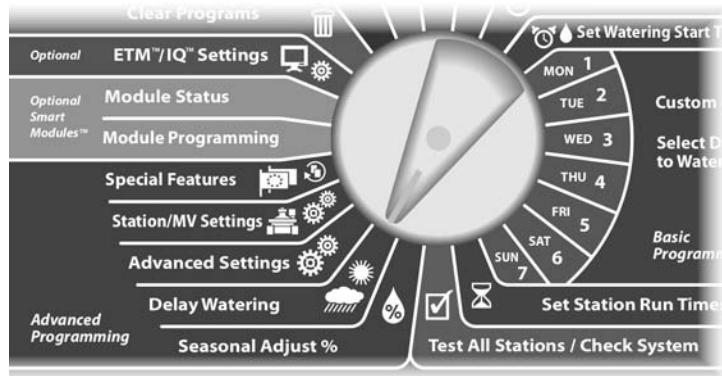 Clear Programs
Optional
ETM™/IQ™ Settings
Optional
Smart
Modules™
Module Status
Module Programming
Special Features
Station/MV Settings
Advanced Settings
Delay Watering
Advanced
Programming
Seasonal Adjust %
%
Set Watering Start T
MON 1
TUE 2
WED 3
THU 4
FRI 5
SAT 6
SUN 7
Custom
Select D
to Water
Basic
Programm
Set Station Run Time
Test All Stations / Check System